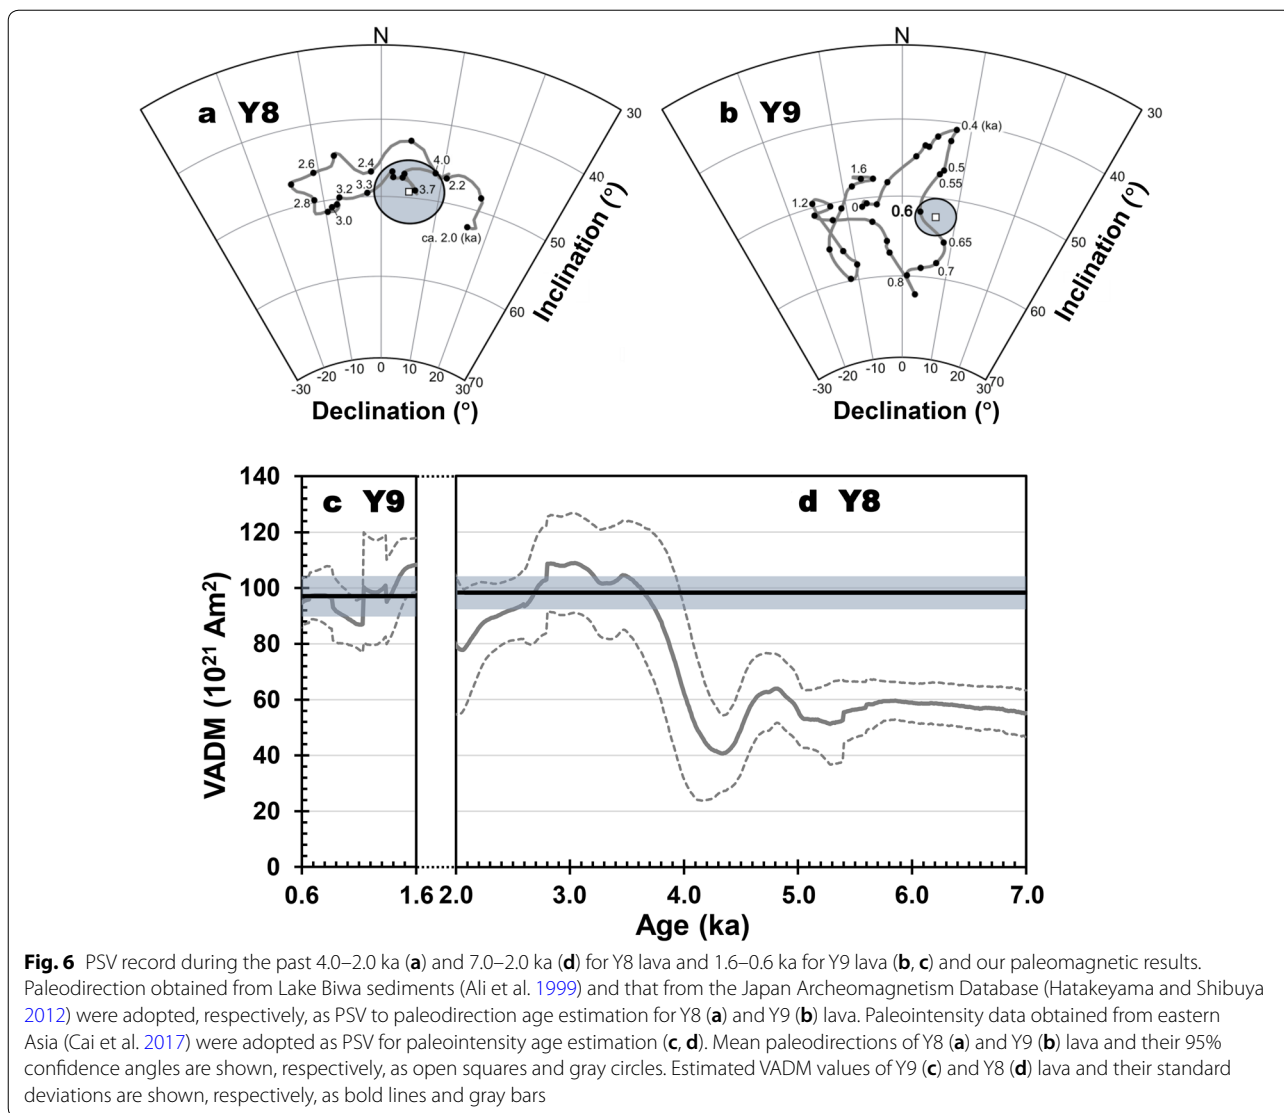 N
a Y8
30
40
50
60
70
2.6
2.4
4.0
2.2
3.7
3.3
3.2
2.8
3.0
ca. 2.0 (ka)
Inclination (°)
-30
-20
-10
0
10
20
30
Declination (°)
N
b Y9
30
40
50
60
70
0.4 (ka)
0.5
0.55
1.6
1.2
0
0.6
0.65
0.7
0.8
Inclination (°)
-30
-20
-10
0
10
20
30
Declination (°)
VADM (10²¹ Am²)
140
120
100
80
60
40
20
0
c Y9
d Y8
0.6
1.6
2.0
3.0
4.0
5.0
6.0
7.0
Age (ka)
Fig. 6 PSV record during the past 4.0–2.0 ka (a) and 7.0–2.0 ka (d) for Y8 lava and 1.6–0.6 ka for Y9 lava (b, c) and our paleomagnetic results.
Paleodirection obtained from Lake Biwa sediments (Ali et al. 1999) and that from the Japan Archeomagnetism Database (Hatakeyama and Shibuya
2012) were adopted, respectively, as PSV to paleodirection age estimation for Y8 (a) and Y9 (b) lava. Paleointensity data obtained from eastern
Asia (Cai et al. 2017) were adopted as PSV for paleointensity age estimation (c, d). Mean paleodirections of Y8 (a) and Y9 (b) lava and their 95%
confidence angles are shown, respectively, as open squares and gray circles. Estimated VADM values of Y9 (c) and Y8 (d) lava and their standard
deviations are shown, respectively, as bold lines and gray bars